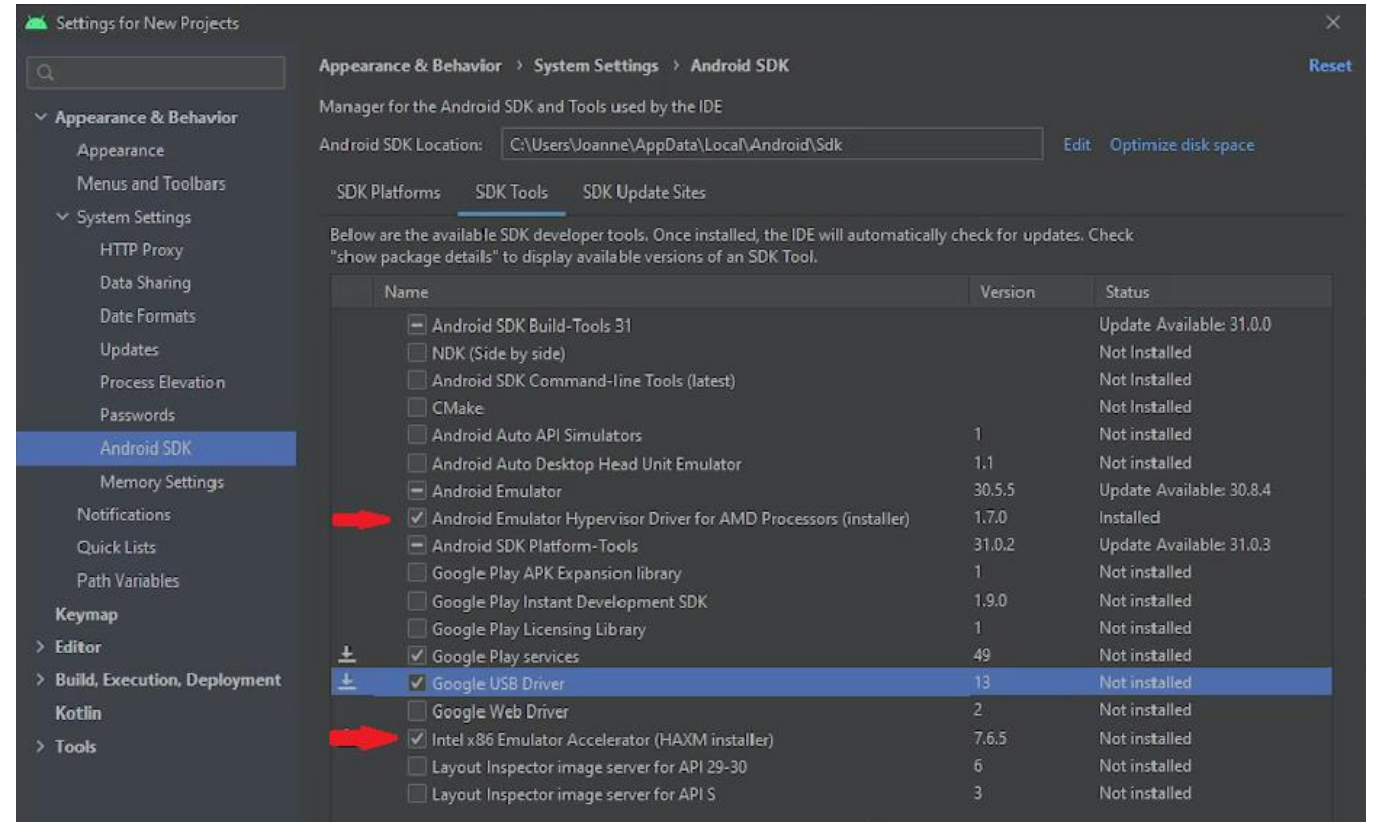 Settings for New Projects
Appearance & Behavior
Appearance
Menus and Toolbars
System Settings
HTTP Proxy
Data Sharing
Date Formats
Updates
Process Elevation
Passwords
Android SDK
Memory Settings
Notifications
Quick Lists
Path Variables
Keymap
Editor
Build, Execution, Deployment
Kotlin
Tools
Appearance & Behavior > System Settings > Android SDK Reset
Manager for the Android SDK and Tools used by the IDE
Android SDK Location: C:\Users\Joanne\AppData\Local\Android\Sdk Edit Optimize disk space
SDK Platforms SDK Tools SDK Update Sites
Below are the available SDK developer tools. Once installed, the IDE will automatically check for updates. Check
"show package details" to display available versions of an SDK Tool.
Name Version Status
Android SDK Build-Tools 31 Update Available: 31.0.0
NDK (Side by side) Not Installed
Android SDK Command-line Tools (latest) Not Installed
CMake Not Installed
Android Auto API Simulators 1 Not installed
Android Auto Desktop Head Unit Emulator 1.1 Not installed
Android Emulator 30.5.5 Update Available: 30.8.4
Android Emulator Hypervisor Driver for AMD Processors (installer) 1.7.0 Installed
Android SDK Platform-Tools 31.0.2 Update Available: 31.0.3
Google Play APK Expansion library 1 Not installed
Google Play Instant Development SDK 1.9.0 Not installed
Google Play Licensing Library 1 Not installed
Google Play services 49 Not installed
Google USB Driver 13 Not installed
Google Web Driver 2 Not installed
Intel x86 Emulator Accelerator (HAXM installer) 7.6.5 Not installed
Layout Inspector image server for API 29-30 6 Not installed
Layout Inspector image server for API S 3 Not installed